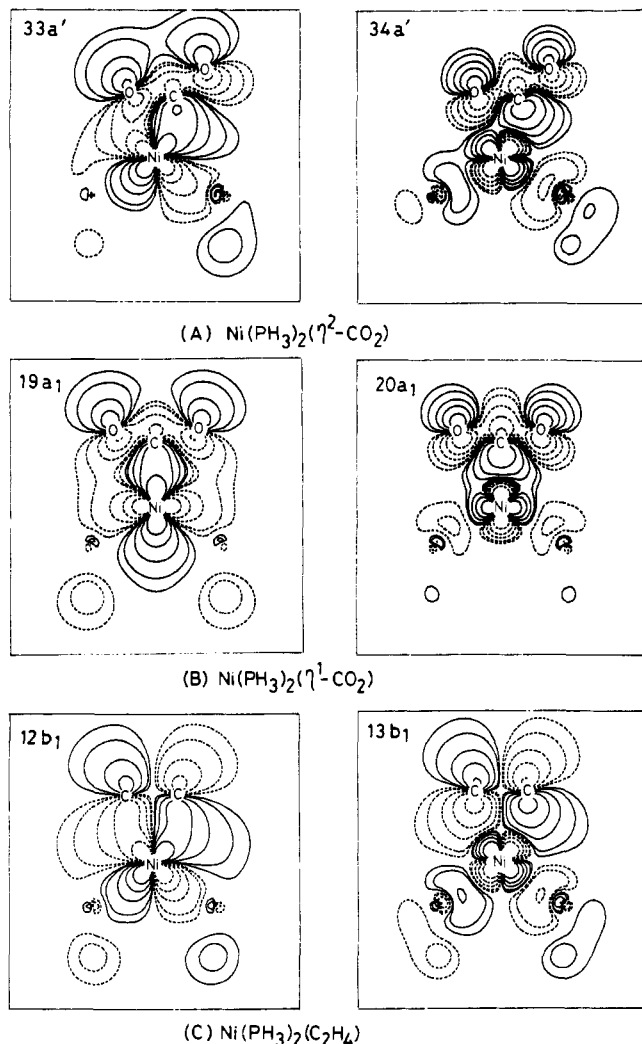 33a′ 34a′
O O O O
C C
Ni Ni
(A) Ni(PH₃)₂(η²-CO₂)
19a₁ 20a₁
O O O O
C C
Ni Ni
(B) Ni(PH₃)₂(η¹-CO₂)
12b₁ 13b₁
C C C C
Ni Ni
(C) Ni(PH₃)₂(C₂H₄)